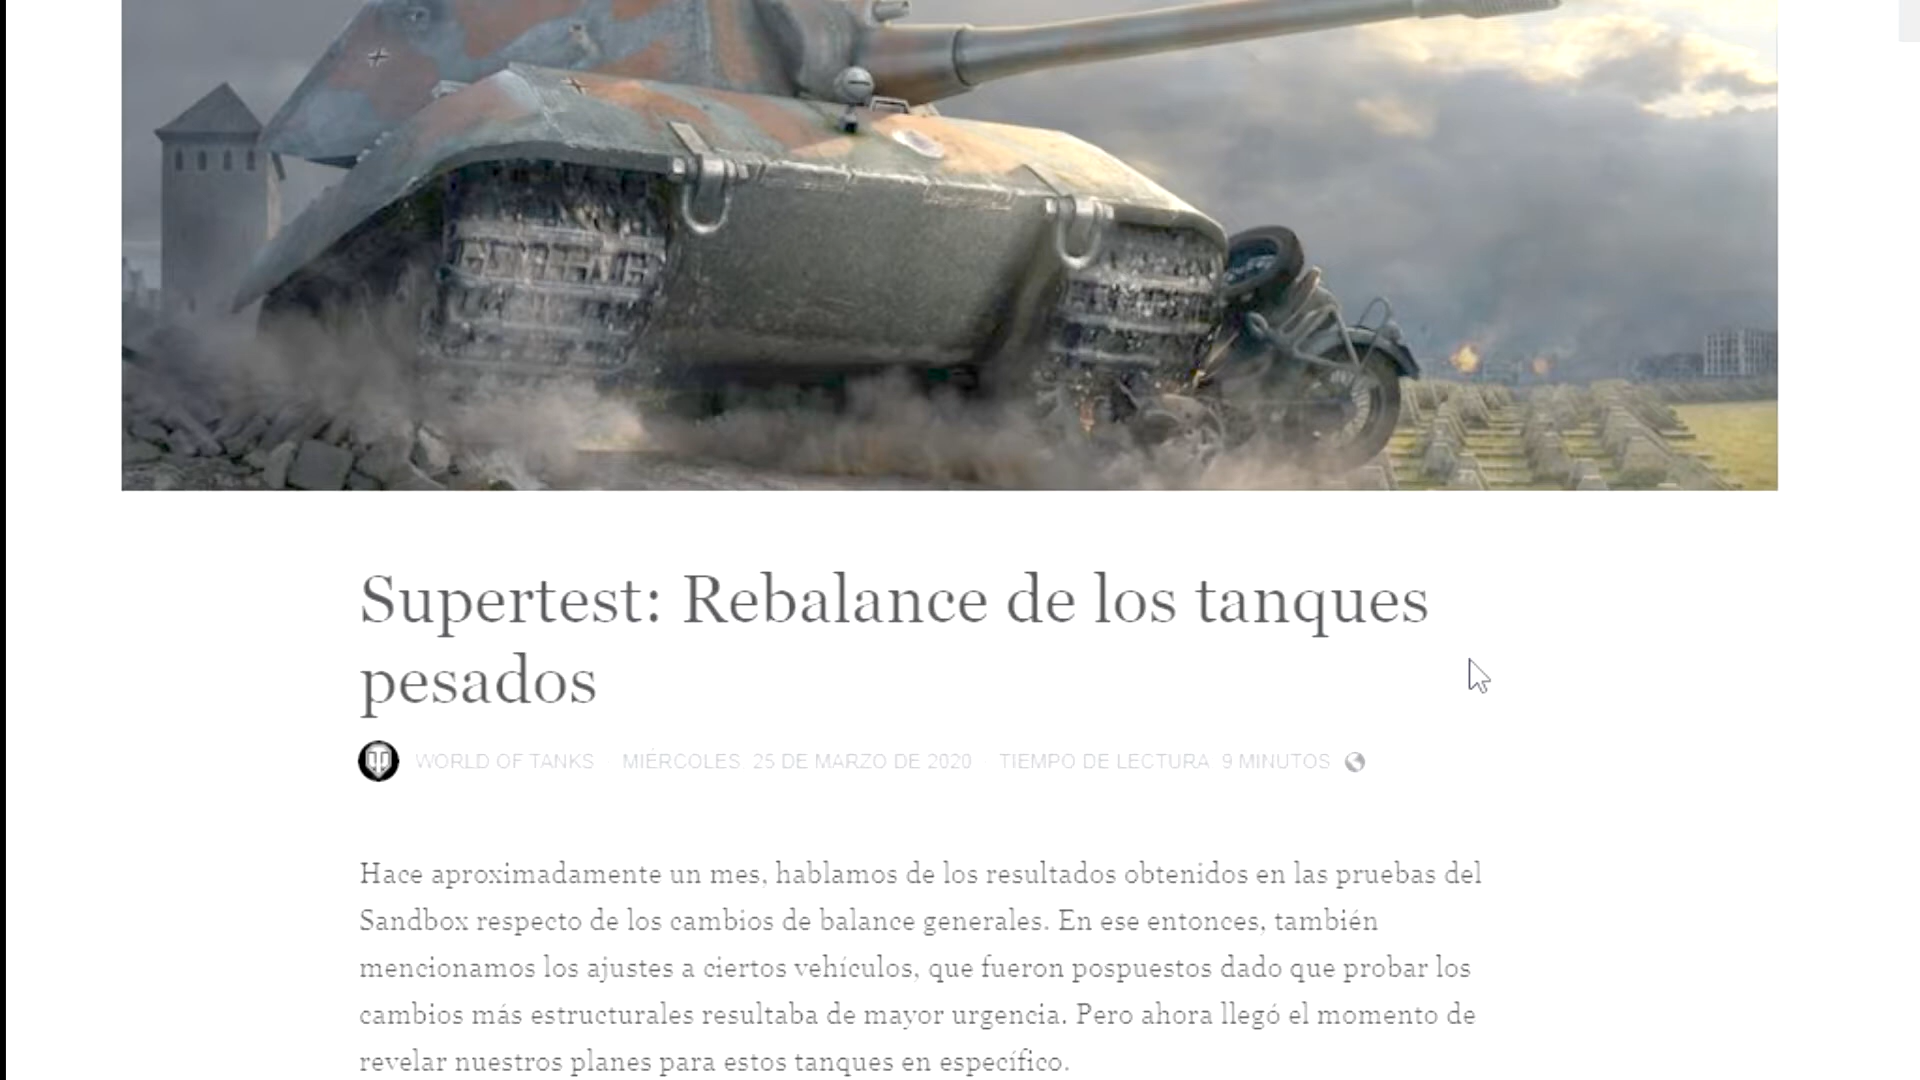 Supertest: Rebalance de los tanques
pesados
WORLD OF TANKS MIÉRCOLES, 25 DE MARZO DE 2020 TIEMPO DE LECTURA 9 MINUTOS
Hace aproximadamente un mes, hablamos de los resultados obtenidos en las pruebas del
Sandbox respecto de los cambios de balance generales. En ese entonces, también
mencionamos los ajustes a ciertos vehículos, que fueron pospuestos dado que probar los
cambios más estructurales resultaba de mayor urgencia. Pero ahora llegó el momento de
revelar nuestros planes para estos tanques en específico.